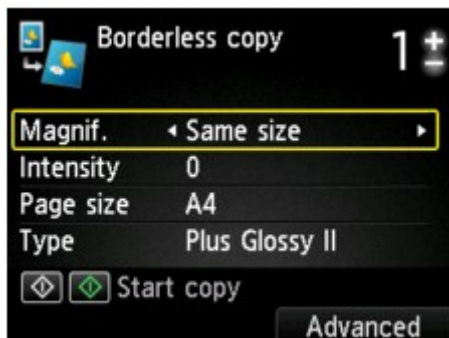 Borderless copy 1
Magnif. Same size
Intensity 0
Page size A4
Type Plus Glossy II
Start copy
Advanced